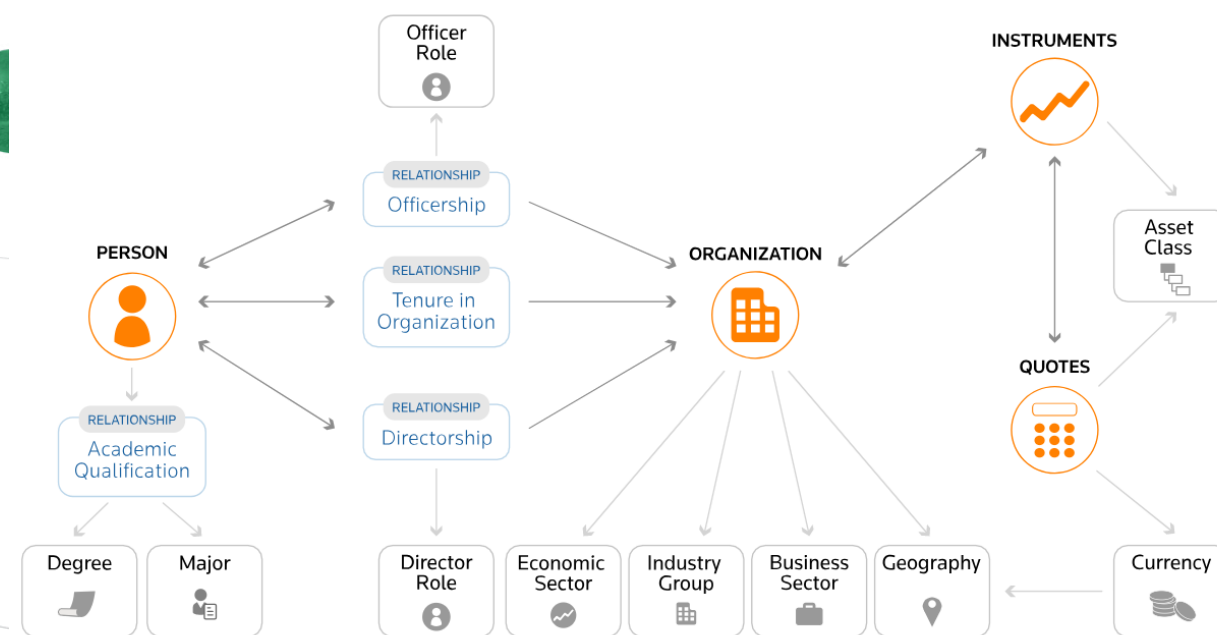 Officer
Role
INSTRUMENTS
RELATIONSHIP
Officership
PERSON
RELATIONSHIP
Tenure in
Organization
ORGANIZATION
Asset
Class
QUOTES
RELATIONSHIP
Directorship
RELATIONSHIP
Academic
Qualification
Degree
Major
Director
Role
Economic
Sector
Industry
Group
Business
Sector
Geography
Currency